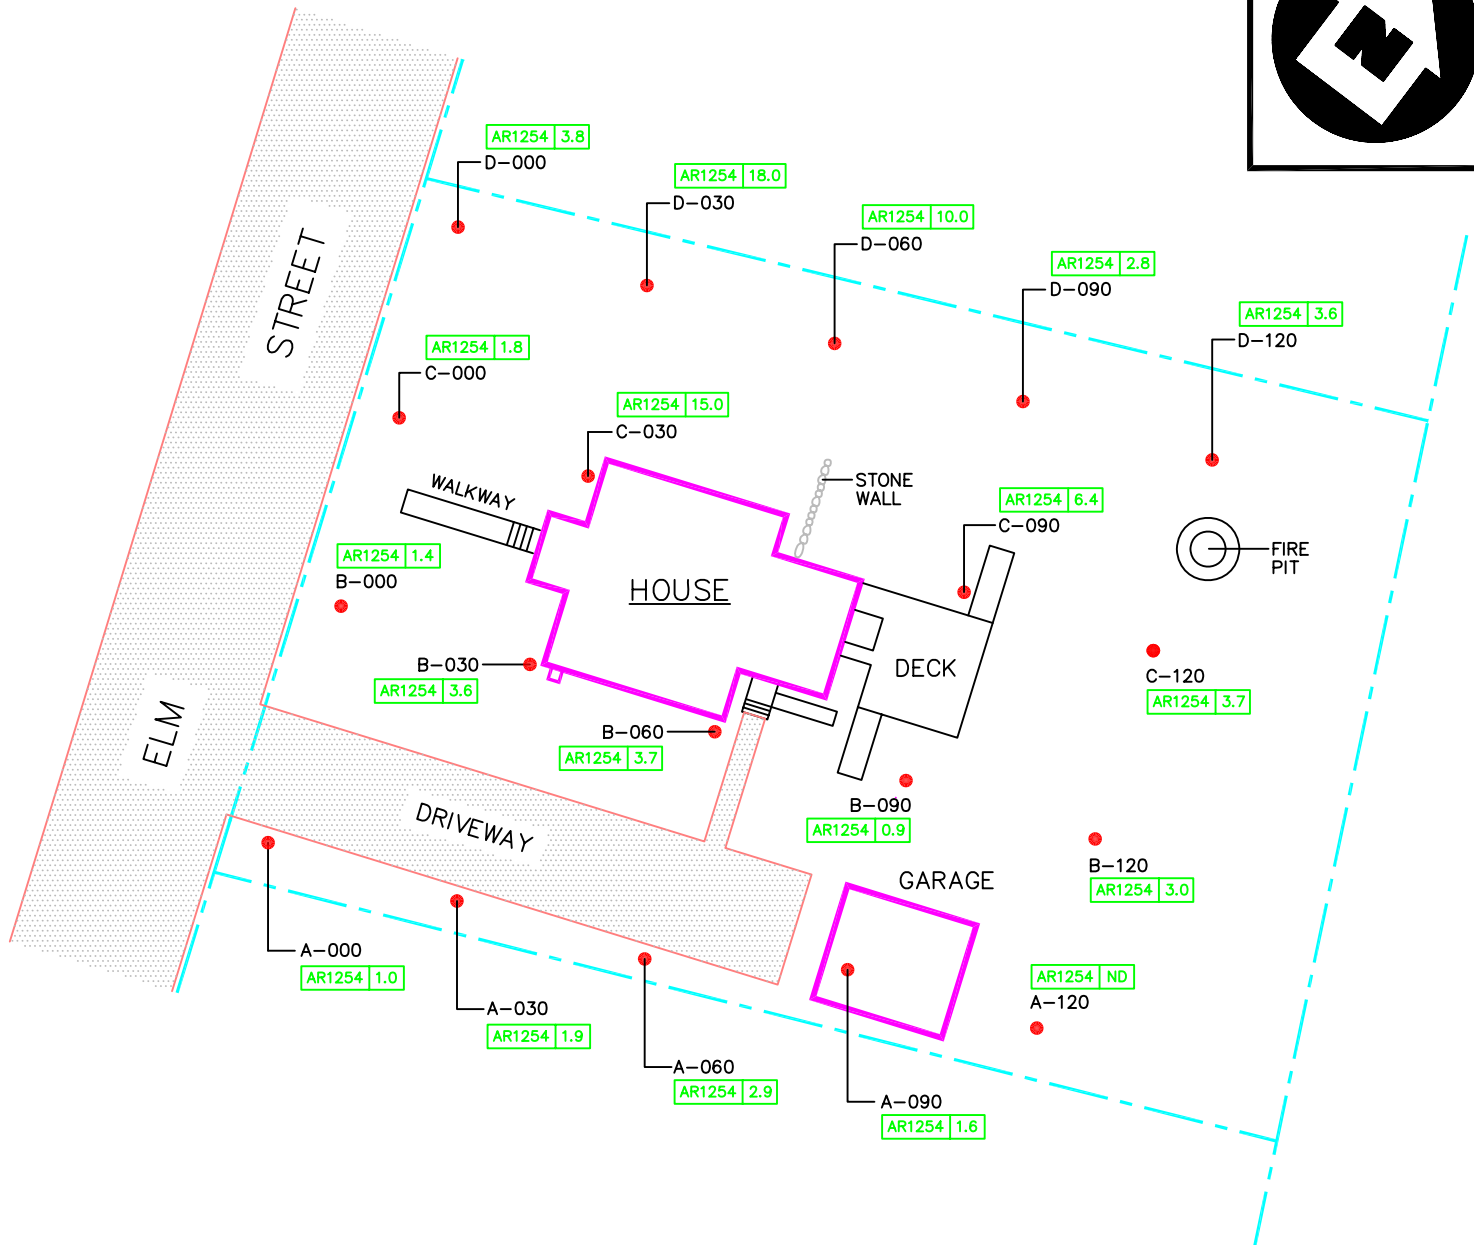 N
AR1254 3.8
D-000
AR1254 18.0
D-030
AR1254 10.0
D-060
AR1254 2.8
D-090
AR1254 3.6
D-120
STREET
AR1254 1.8
C-000
AR1254 15.0
C-030
STONE
WALL
WALKWAY
AR1254 6.4
C-090
FIRE
PIT
AR1254 1.4
B-000
HOUSE
B-030
AR1254 3.6
DECK
C-120
AR1254 3.7
ELM
B-060
AR1254 3.7
B-090
AR1254 0.9
DRIVEWAY
B-120
AR1254 3.0
GARAGE
A-000
AR1254 1.0
AR1254 ND
A-120
A-030
AR1254 1.9
A-060
AR1254 2.9
A-090
AR1254 1.6